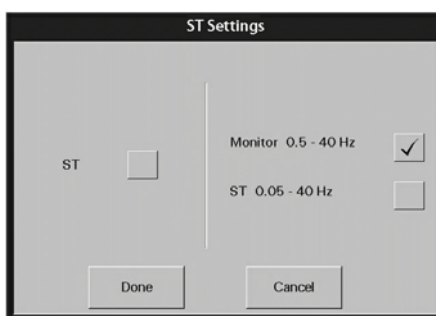 ST Settings
ST
Monitor 0.5 - 40 Hz
ST 0.05 - 40 Hz
Done
Cancel